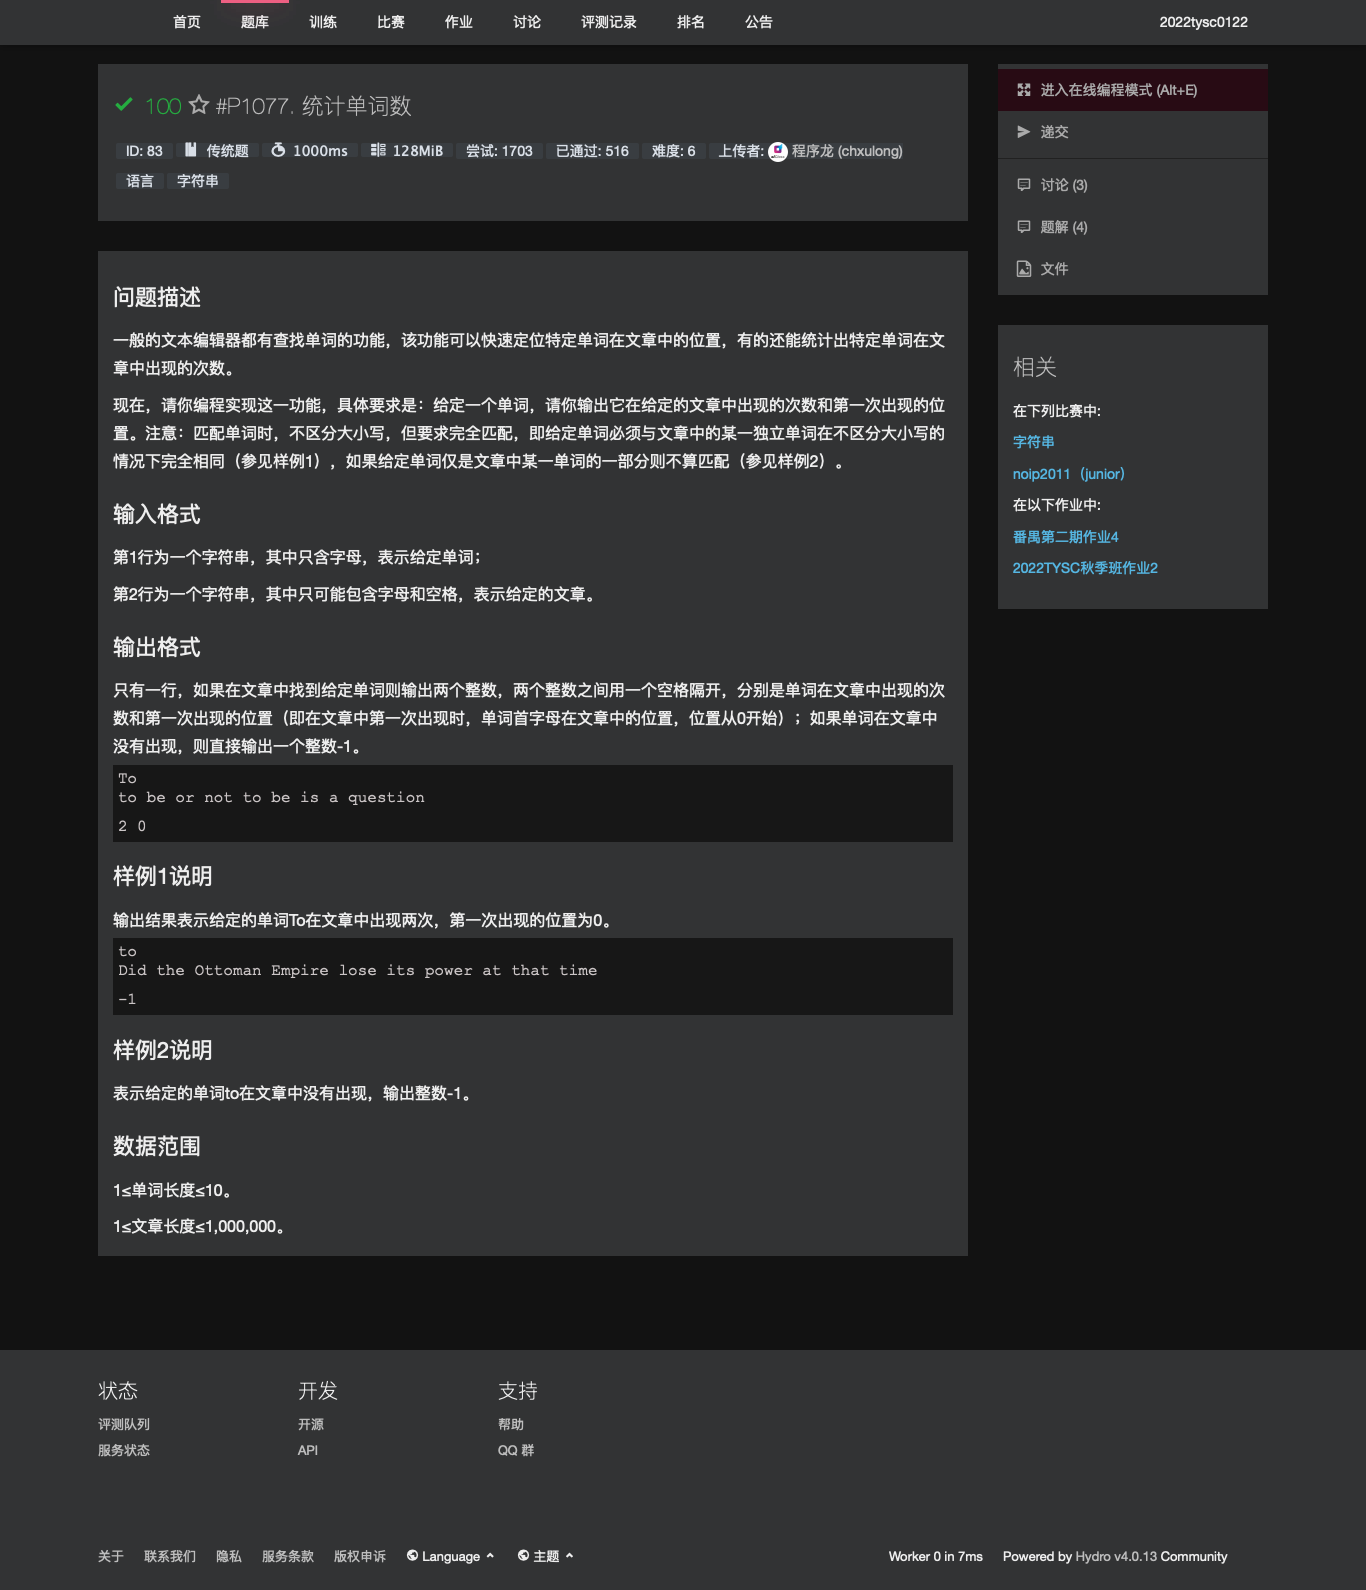 首页 题库 训练 比赛 作业 讨论 评测记录 排名 公告 2022tysc0122
100 #P1077. 统计单词数
ID: 83 传统题 1000ms 128MiB 尝试: 1703 已通过: 516 难度: 6 上传者: 程序龙 (chxulong)
语言 字符串
问题描述
一般的文本编辑器都有查找单词的功能，该功能可以快速定位特定单词在文章中的位置，有的还能统计出特定单词在文
章中出现的次数。
现在，请你编程实现这一功能，具体要求是：给定一个单词，请你输出它在给定的文章中出现的次数和第一次出现的位
置。注意：匹配单词时，不区分大小写，但要求完全匹配，即给定单词必须与文章中的某一独立单词在不区分大小写的
情况下完全相同（参见样例1），如果给定单词仅是文章中某一单词的一部分则不算匹配（参见样例2）。
输入格式
第1行为一个字符串，其中只含字母，表示给定单词；
第2行为一个字符串，其中只可能包含字母和空格，表示给定的文章。
输出格式
只有一行，如果在文章中找到给定单词则输出两个整数，两个整数之间用一个空格隔开，分别是单词在文章中出现的次
数和第一次出现的位置（即在文章中第一次出现时，单词首字母在文章中的位置，位置从0开始）；如果单词在文章中
没有出现，则直接输出一个整数-1。
To
to be or not to be is a question
2 0
样例1说明
输出结果表示给定的单词To在文章中出现两次，第一次出现的位置为0。
to
Did the Ottoman Empire lose its power at that time
-1
样例2说明
表示给定的单词to在文章中没有出现，输出整数-1。
数据范围
1≤单词长度≤10。
1≤文章长度≤1,000,000。
进入在线编程模式 (Alt+E)
递交
讨论 (3)
题解 (4)
文件
相关
在下列比赛中:
字符串
noip2011（junior）
在以下作业中:
番禺第二期作业4
2022TYSC秋季班作业2
状态
评测队列
服务状态
开发
开源
API
支持
帮助
QQ 群
关于 联系我们 隐私 服务条款 版权申诉 Language 主题 Worker 0 in 7ms Powered by Hydro v4.0.13 Community